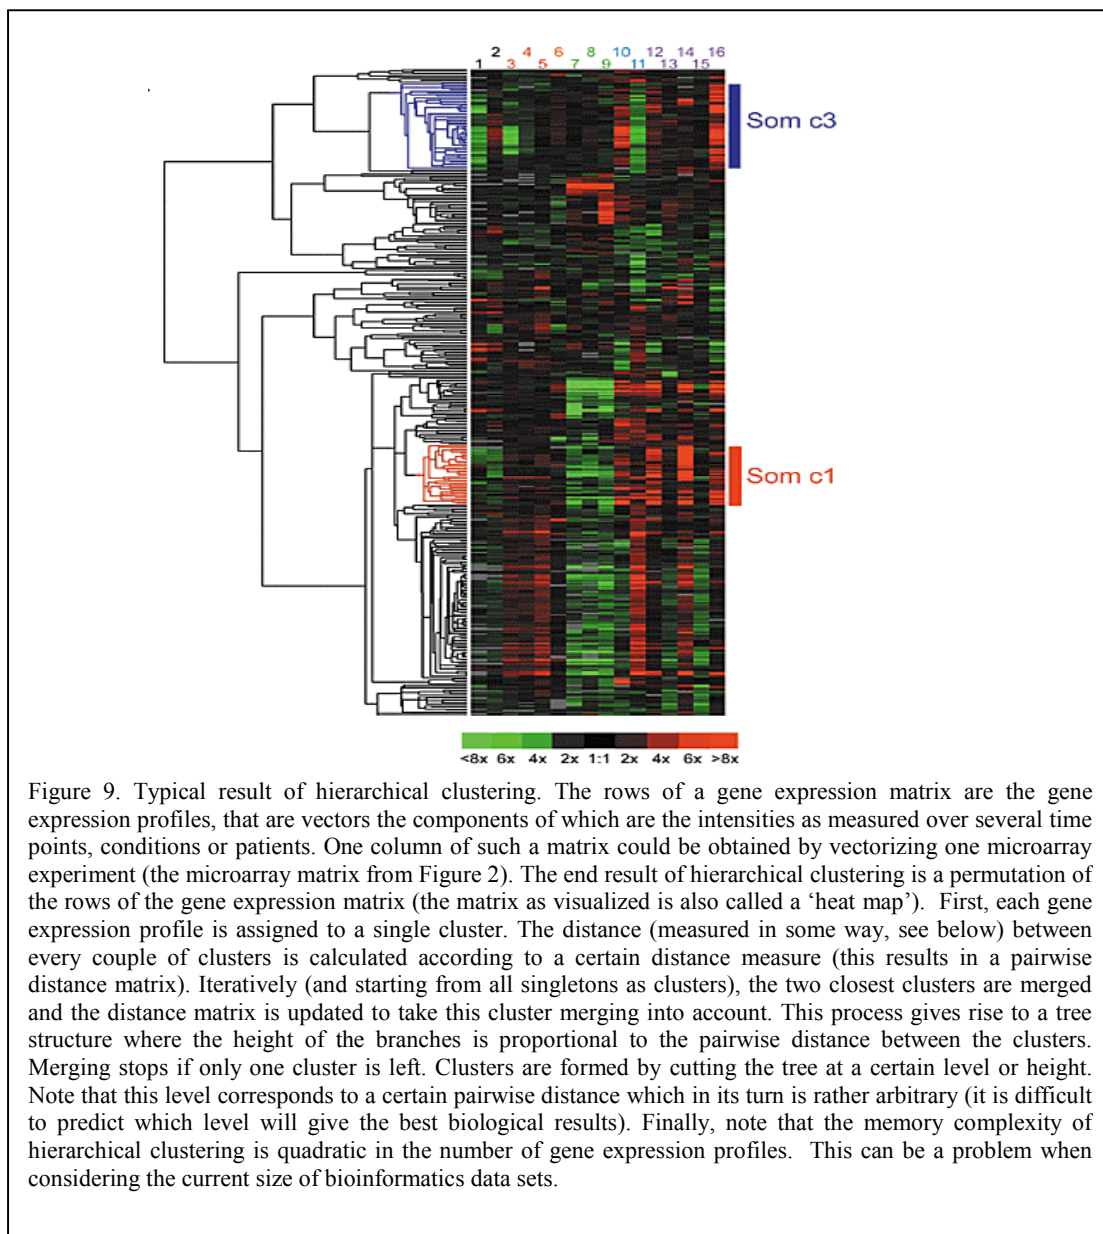 2 4 6 8 10 12 14 16
1 3 5 7 9 11 13 15
Som c3
Som c1
<8x 6x 4x 2x 1:1 2x 4x 6x >8x
Figure 9. Typical result of hierarchical clustering. The rows of a gene expression matrix are the gene
expression profiles, that are vectors the components of which are the intensities as measured over several time
points, conditions or patients. One column of such a matrix could be obtained by vectorizing one microarray
experiment (the microarray matrix from Figure 2). The end result of hierarchical clustering is a permutation of
the rows of the gene expression matrix (the matrix as visualized is also called a ‘heat map’). First, each gene
expression profile is assigned to a single cluster. The distance (measured in some way, see below) between
every couple of clusters is calculated according to a certain distance measure (this results in a pairwise
distance matrix). Iteratively (and starting from all singletons as clusters), the two closest clusters are merged
and the distance matrix is updated to take this cluster merging into account. This process gives rise to a tree
structure where the height of the branches is proportional to the pairwise distance between the clusters.
Merging stops if only one cluster is left. Clusters are formed by cutting the tree at a certain level or height.
Note that this level corresponds to a certain pairwise distance which in its turn is rather arbitrary (it is difficult
to predict which level will give the best biological results). Finally, note that the memory complexity of
hierarchical clustering is quadratic in the number of gene expression profiles. This can be a problem when
considering the current size of bioinformatics data sets.